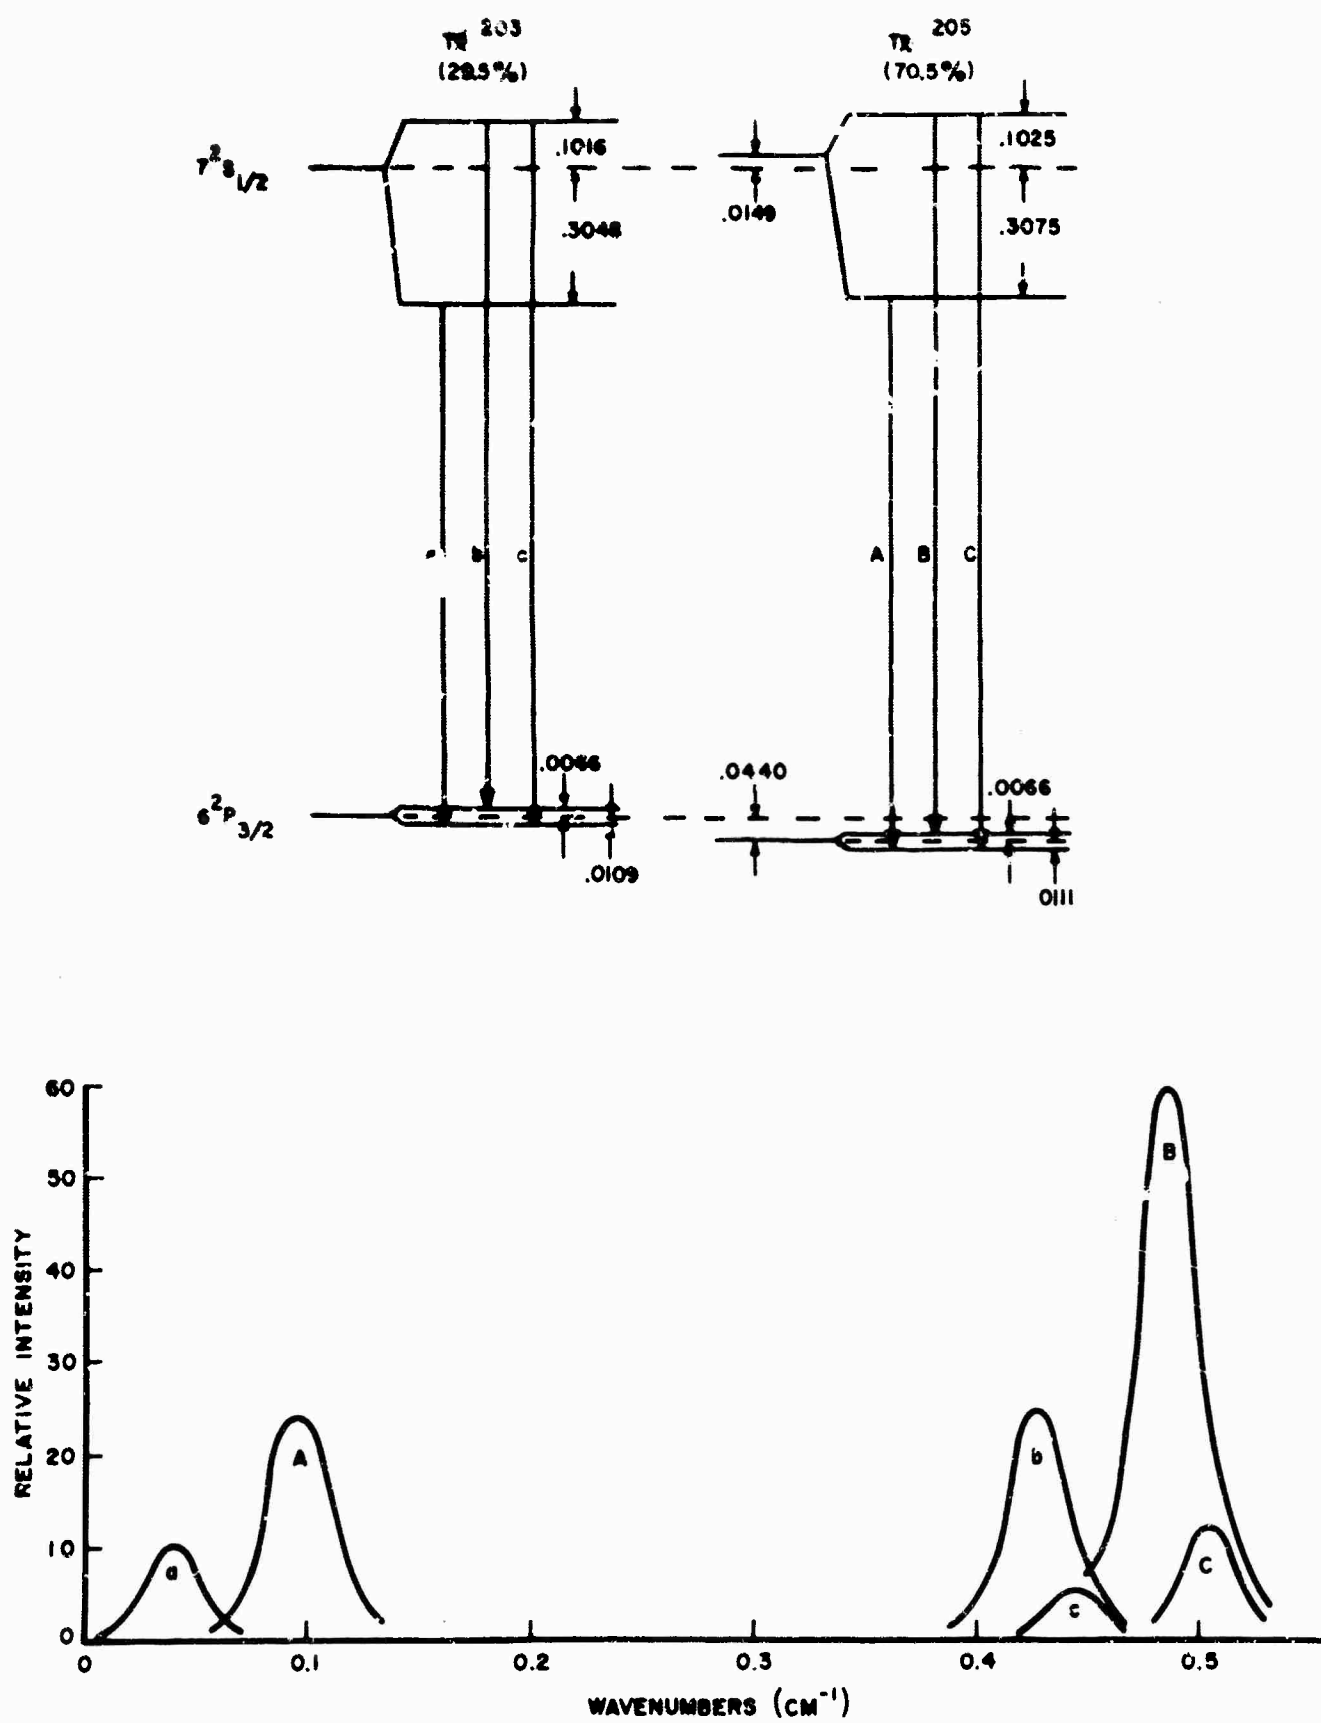 203
205
(29.5%)
(70.5%)
.1016
.1025
7²S₁/₂
.0149
.3048
.3075
b
c
A
B
C
.0066
.0440
.0066
6²P₃/₂
.0109
.0111
60
50
40
30
20
10
0
RELATIVE INTENSITY
a
A
b
c
B
C
0
0.1
0.2
0.3
0.4
0.5
WAVENUMBERS (CM⁻¹)